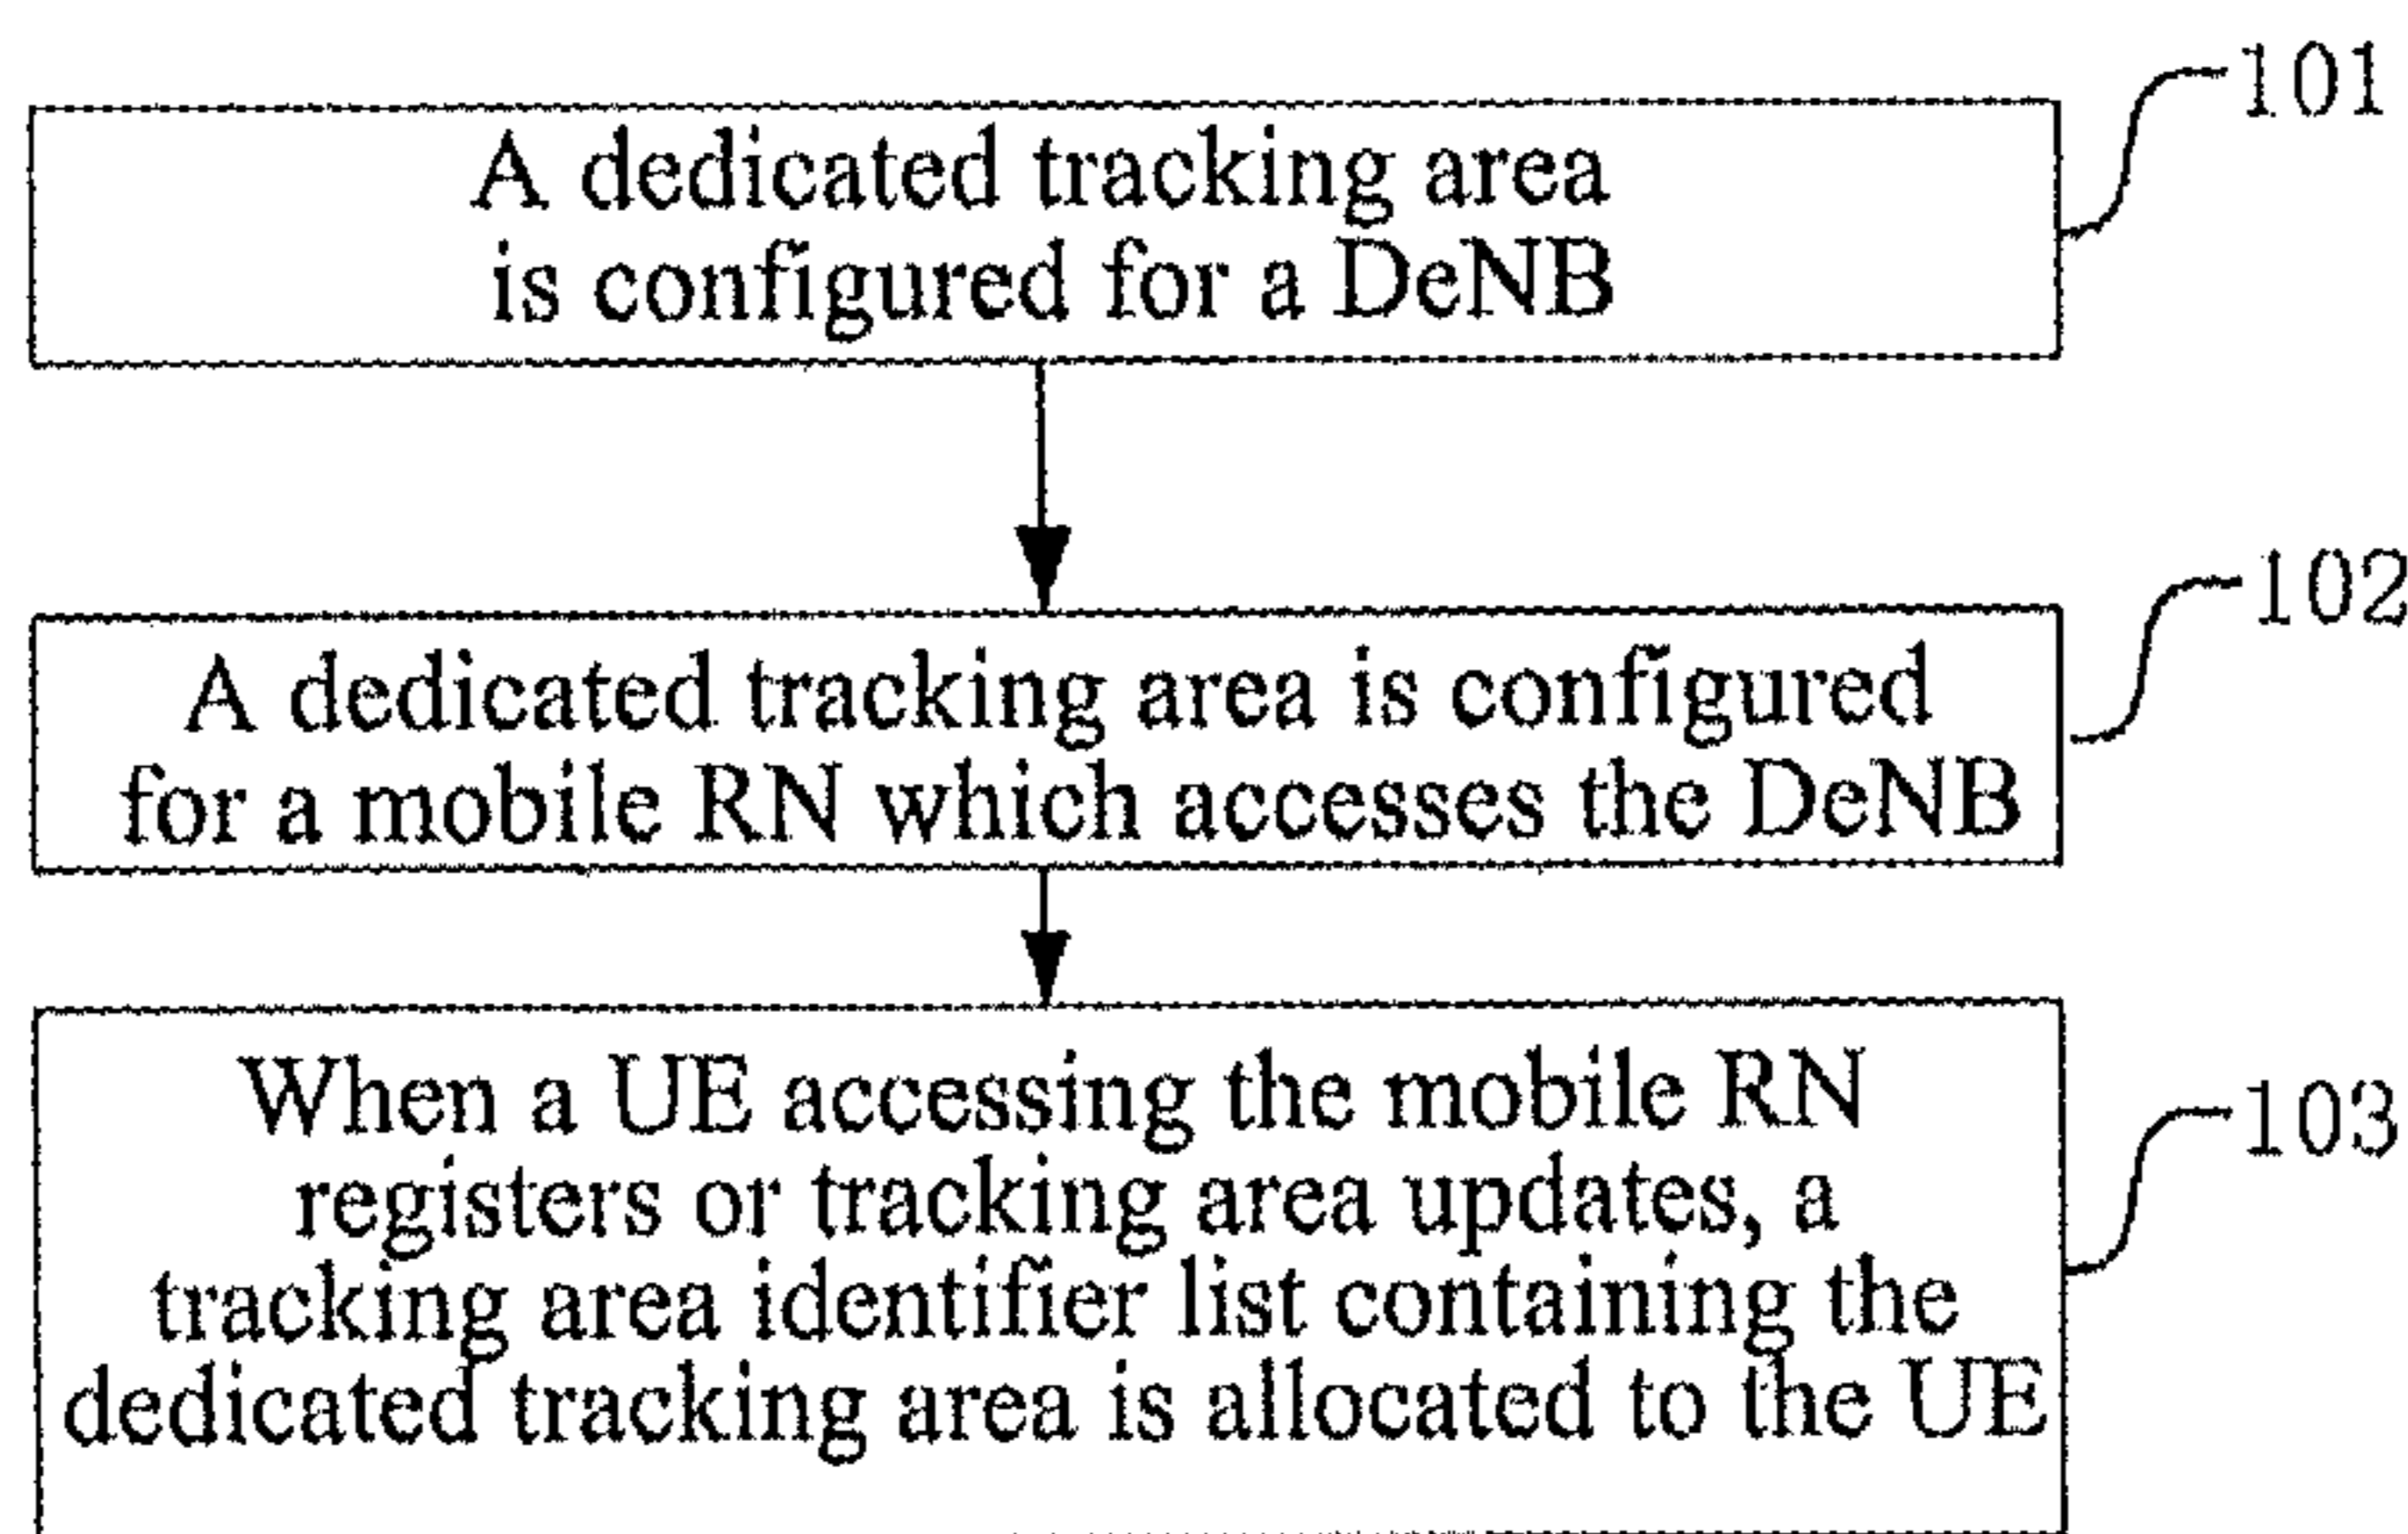 101
A dedicated tracking area
is configured for a DeNB
102
A dedicated tracking area is configured
for a mobile RN which accesses the DeNB
103
When a UE accessing the mobile RN
registers or tracking area updates, a
tracking area identifier list containing the
dedicated tracking area is allocated to the UE